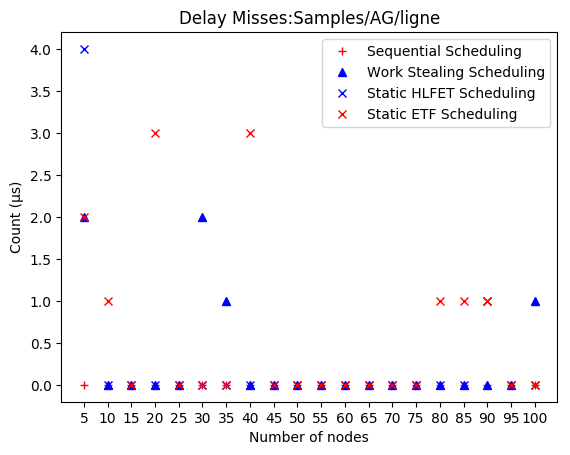 Delay Misses:Samples/AG/ligne
Sequential Scheduling
Work Stealing Scheduling
Static HLFET Scheduling
Static ETF Scheduling
4.0
3.5
3.0
2.5
2.0
1.5
1.0
0.5
0.0
Count (µs)
5 10 15 20 25 30 35 40 45 50 55 60 65 70 75 80 85 90 95 100
Number of nodes